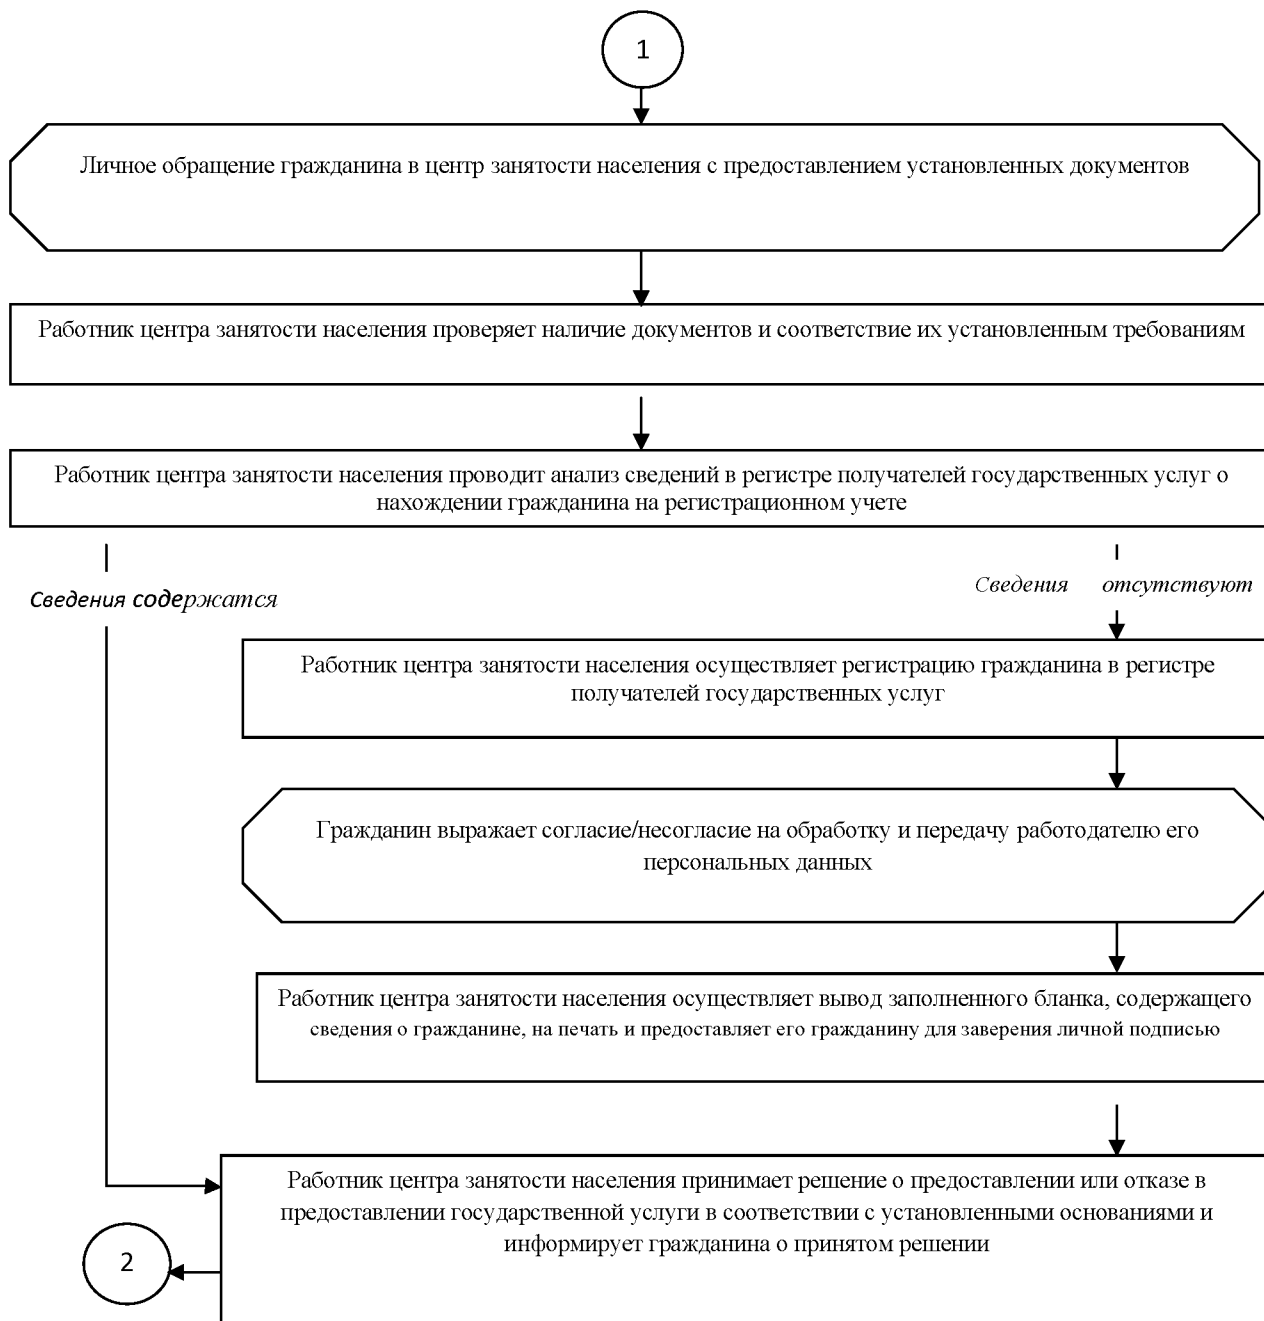 1
Личное обращение гражданина в центр занятости населения с предоставлением установленных документов
Работник центра занятости населения проверяет наличие документов и соответствие их установленным требованиям
Работник центра занятости населения проводит анализ сведений в регистре получателей государственных услуг о
нахождении гражданина на регистрационном учете
Сведения содержатся
Сведения отсутствуют
Работник центра занятости населения осуществляет регистрацию гражданина в регистре
получателей государственных услуг
Гражданин выражает согласие/несогласие на обработку и передачу работодателю его
персональных данных
Работник центра занятости населения осуществляет вывод заполненного бланка, содержащего
сведения о гражданине, на печать и предоставляет его гражданину для заверения личной подписью
Работник центра занятости населения принимает решение о предоставлении или отказе в
предоставлении государственной услуги в соответствии с установленными основаниями и
информирует гражданина о принятом решении
2